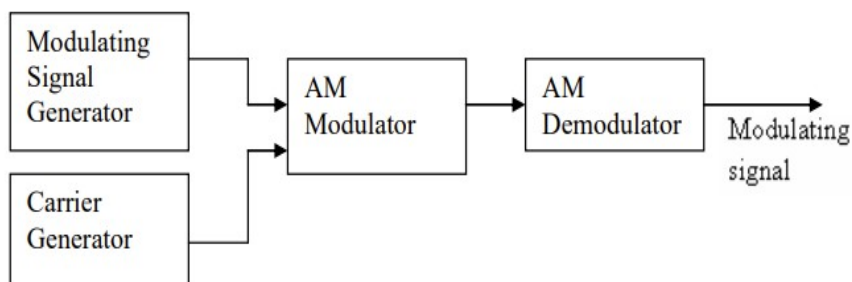 Modulating
Signal
Generator
AM
Modulator
AM
Demodulator
Modulating
signal
Carrier
Generator